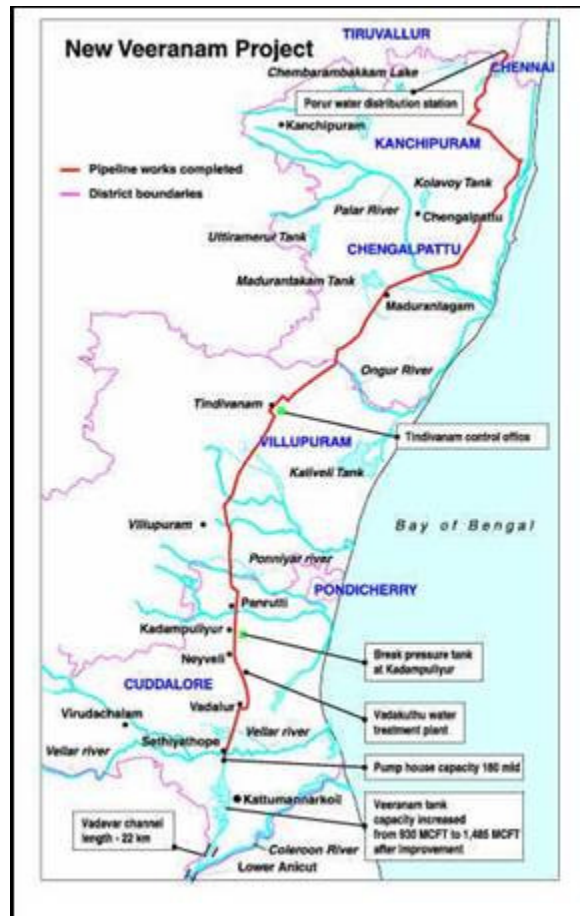 New Veeranam Project
TIRUVALLUR
Chembarambakkam Lake
CHENNAI
Porur water distribution station
Kanchipuram
KANCHIPURAM
Pipeline works completed
District boundaries
Kolavoy Tank
Palar River
Chengalpattu
Uttiramerur Tank
CHENGALPATTU
Madurantakam Tank
Madurantagam
Ongur River
Tindivanam
VILLUPURAM
Tindivanam control office
Kaliveli Tank
Villupuram
Bay of Bengal
Ponniyar river
PONDICHERRY
Panrutti
Kadampuliyur
Break pressure tank
at Kadampuliyur
Neyveli
CUDDALORE
Vadalur
Vadakuthu water
treatment plant
Virudachalam
Vellar river
Vellar river
Sethiyathope
Pump house capacity 180 mld
Kattumannarkoil
Veeranam tank
capacity increased
from 930 MCFT to 1,485 MCFT
after improvement
Vadavar channel
length - 22 km
Coleroon River
Lower Anicut